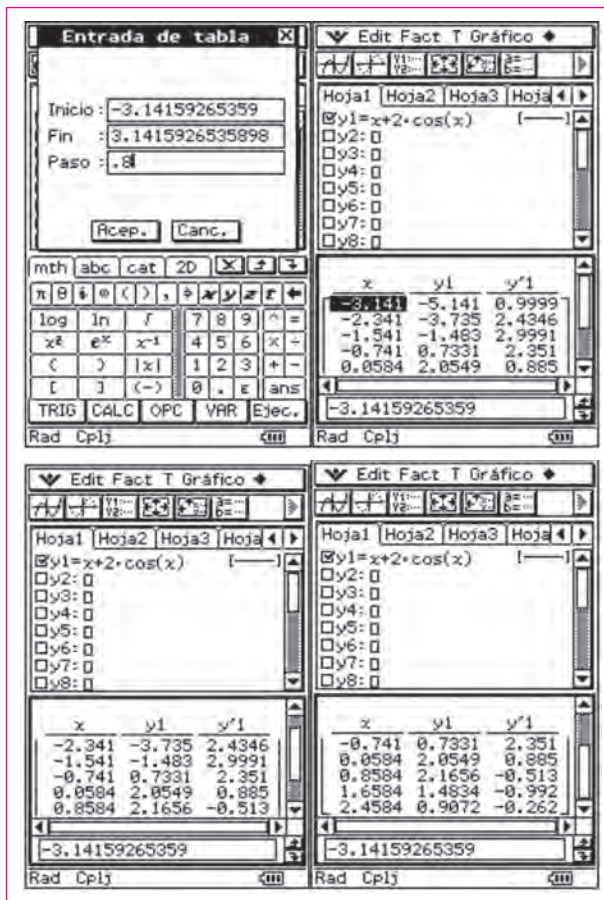 Entrada de tabla
Inicio : -3.14159265359
Fin : 3.1415926535898
Paso : .8
Acep. Canc.
mth abc cat 2D
π θ i ∞ ( ) , ⇒ x y z t
log ln √ 7 8 9 ^ =
x² eˣ x⁻¹ 4 5 6 × ÷
( ) |x| 1 2 3 + -
[ ] (-) 0 . E ans
TRIG CALC OPC VAR Ejec.
Rad Cplj
Edit Fact T Gráfico
Y1:... Y2:... a=... b=...
Hoja1 Hoja2 Hoja3 Hoja
y1=x+2·cos(x) [—]
y2:
y3:
y4:
y5:
y6:
y7:
y8:
x y1 y'1
-3.141 -5.141 0.9999
-2.341 -3.735 2.4346
-1.541 -1.483 2.9991
-0.741 0.7331 2.351
0.0584 2.0549 0.885
-3.14159265359
Rad Cplj
Edit Fact T Gráfico
Y1:... Y2:... a=... b=...
Hoja1 Hoja2 Hoja3 Hoja
y1=x+2·cos(x) [—]
y2:
y3:
y4:
y5:
y6:
y7:
y8:
x y1 y'1
-2.341 -3.735 2.4346
-1.541 -1.483 2.9991
-0.741 0.7331 2.351
0.0584 2.0549 0.885
0.8584 2.1656 -0.513
-3.14159265359
Rad Cplj
Edit Fact T Gráfico
Y1:... Y2:... a=... b=...
Hoja1 Hoja2 Hoja3 Hoja
y1=x+2·cos(x) [—]
y2:
y3:
y4:
y5:
y6:
y7:
y8:
x y1 y'1
-0.741 0.7331 2.351
0.0584 2.0549 0.885
0.8584 2.1656 -0.513
1.6584 1.4834 -0.992
2.4584 0.9072 -0.262
-3.14159265359
Rad Cplj